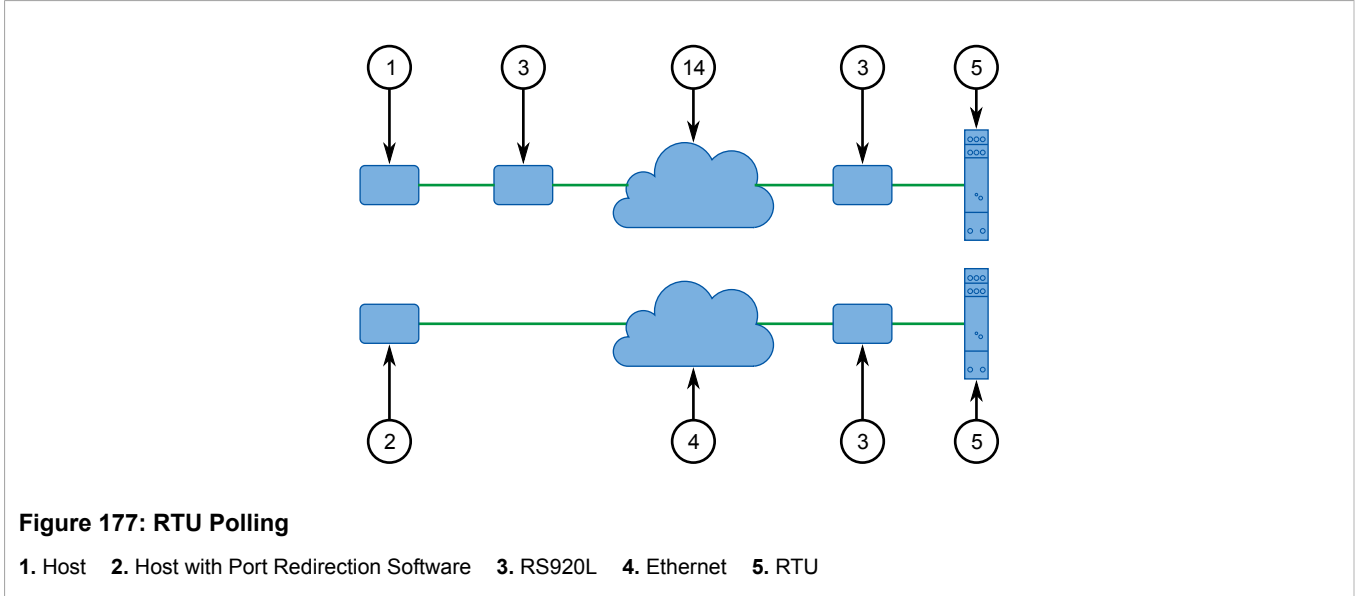 1 3 14 3 5
2 4 3 5
Figure 177: RTU Polling
1. Host 2. Host with Port Redirection Software 3. RS920L 4. Ethernet 5. RTU